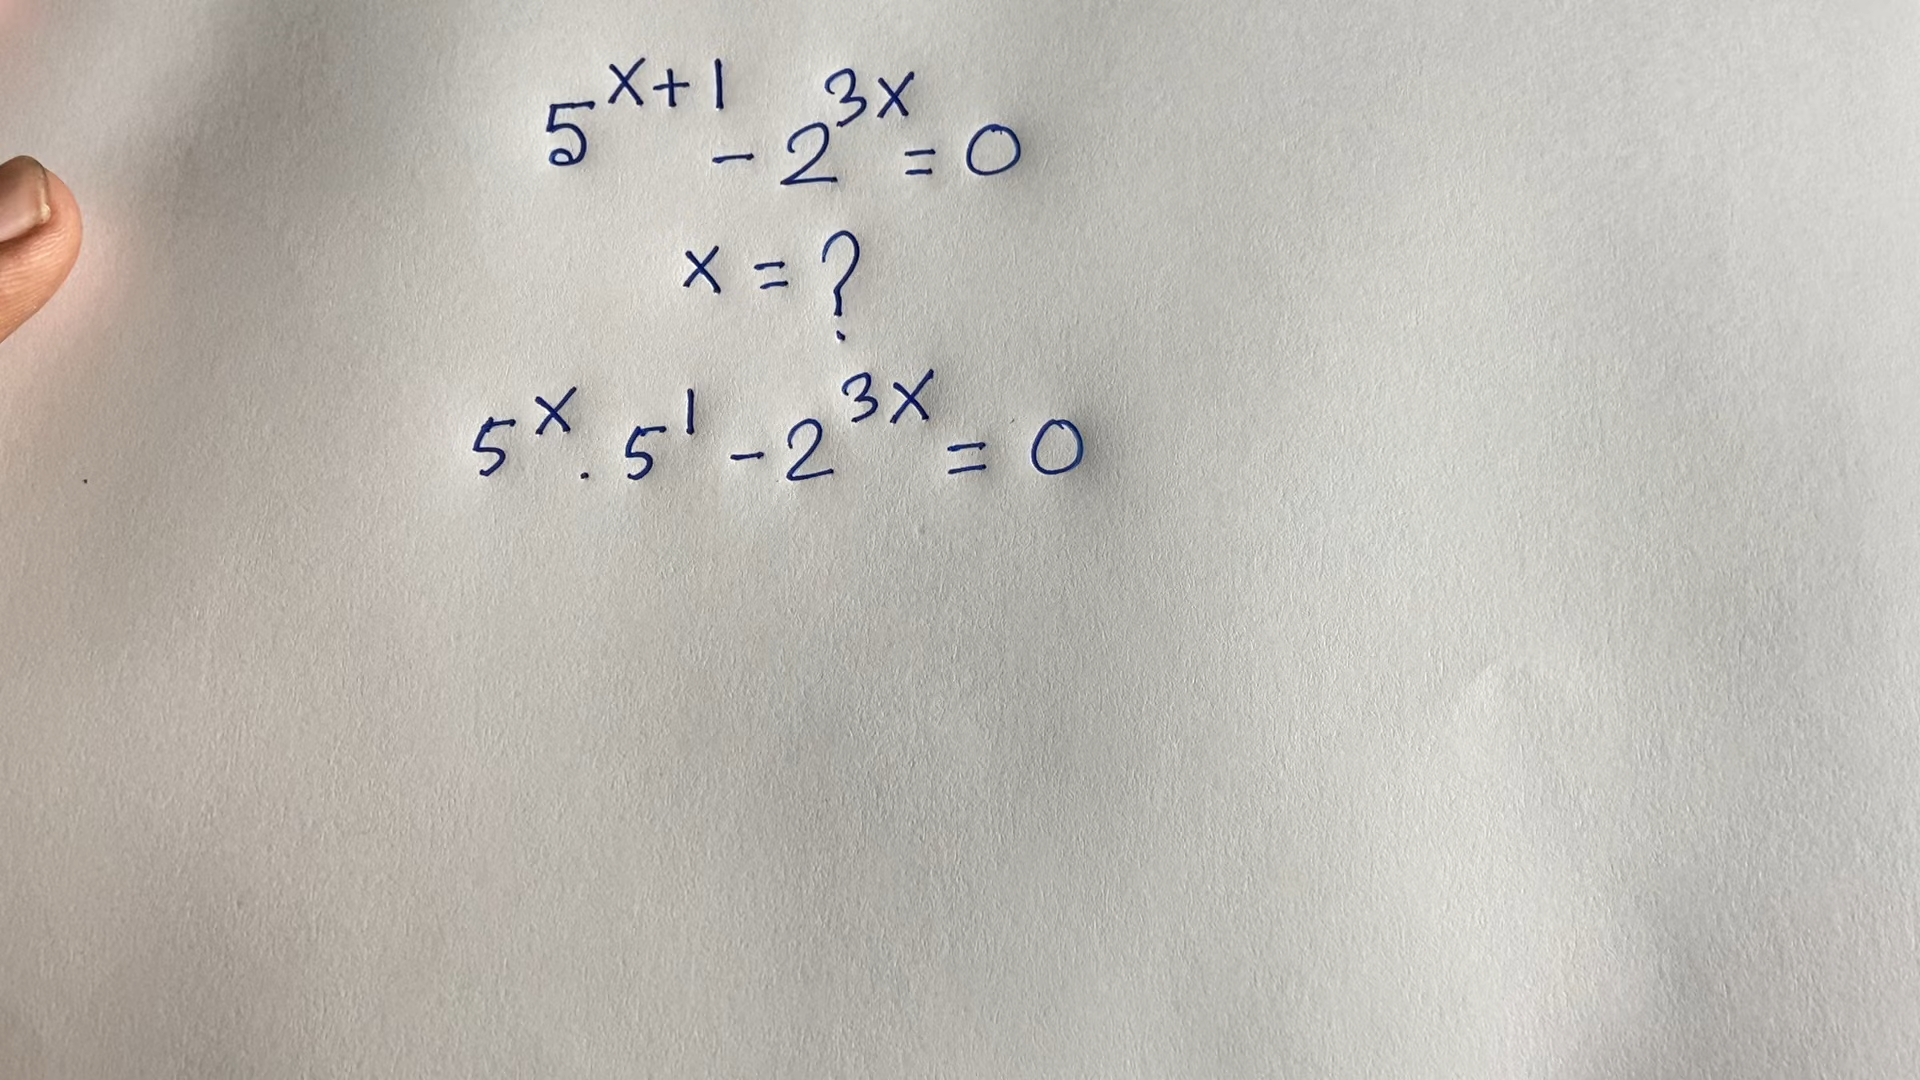 5^{x+1} - 2^{3x} = 0
x = ?
5^x . 5^1 - 2^{3x} = 0